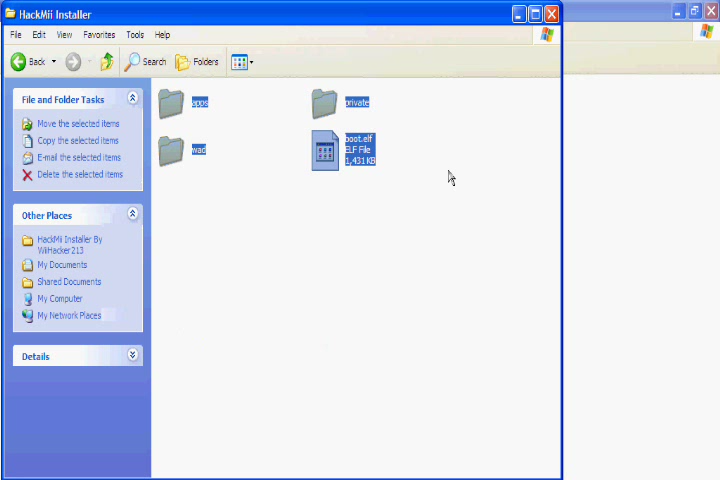 HackMii Installer
File Edit View Favorites Tools Help
Back Search Folders
File and Folder Tasks
Move the selected items
Copy the selected items
E-mail the selected items
Delete the selected items
Other Places
HackMii Installer By
WiiHacker213
My Documents
Shared Documents
My Computer
My Network Places
Details
apps
private
wad
boot.elf
ELF File
1,431 KB